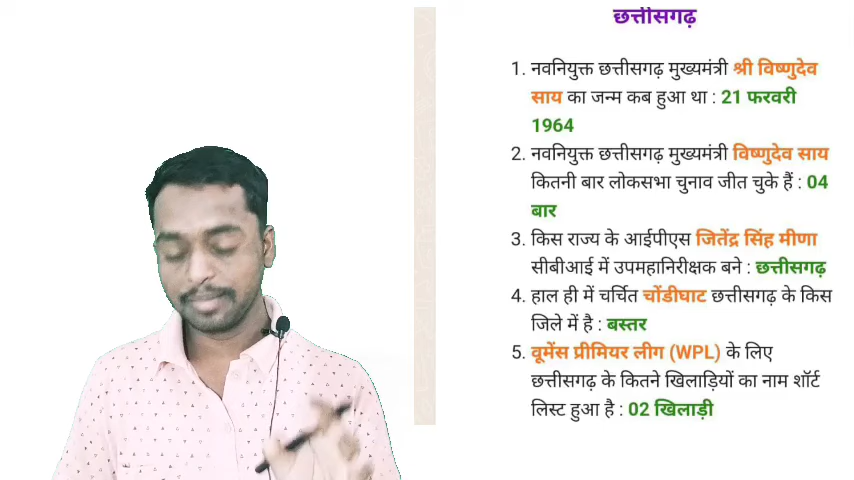 छत्तीसगढ़
1. नवनियुक्त छत्तीसगढ़ मुख्यमंत्री श्री विष्णुदेव
साय का जन्म कब हुआ था : 21 फरवरी
1964
2. नवनियुक्त छत्तीसगढ़ मुख्यमंत्री विष्णुदेव साय
कितनी बार लोकसभा चुनाव जीत चुके हैं : 04
बार
3. किस राज्य के आईपीएस जितेंद्र सिंह मीणा
सीबीआई में उपमहानिरीक्षक बने : छत्तीसगढ़
4. हाल ही में चर्चित चोंडीघाट छत्तीसगढ़ के किस
जिले में है : बस्तर
5. वूमेंस प्रीमियर लीग (WPL) के लिए
छत्तीसगढ़ के कितने खिलाड़ियों का नाम शॉर्ट
लिस्ट हुआ है : 02 खिलाड़ी